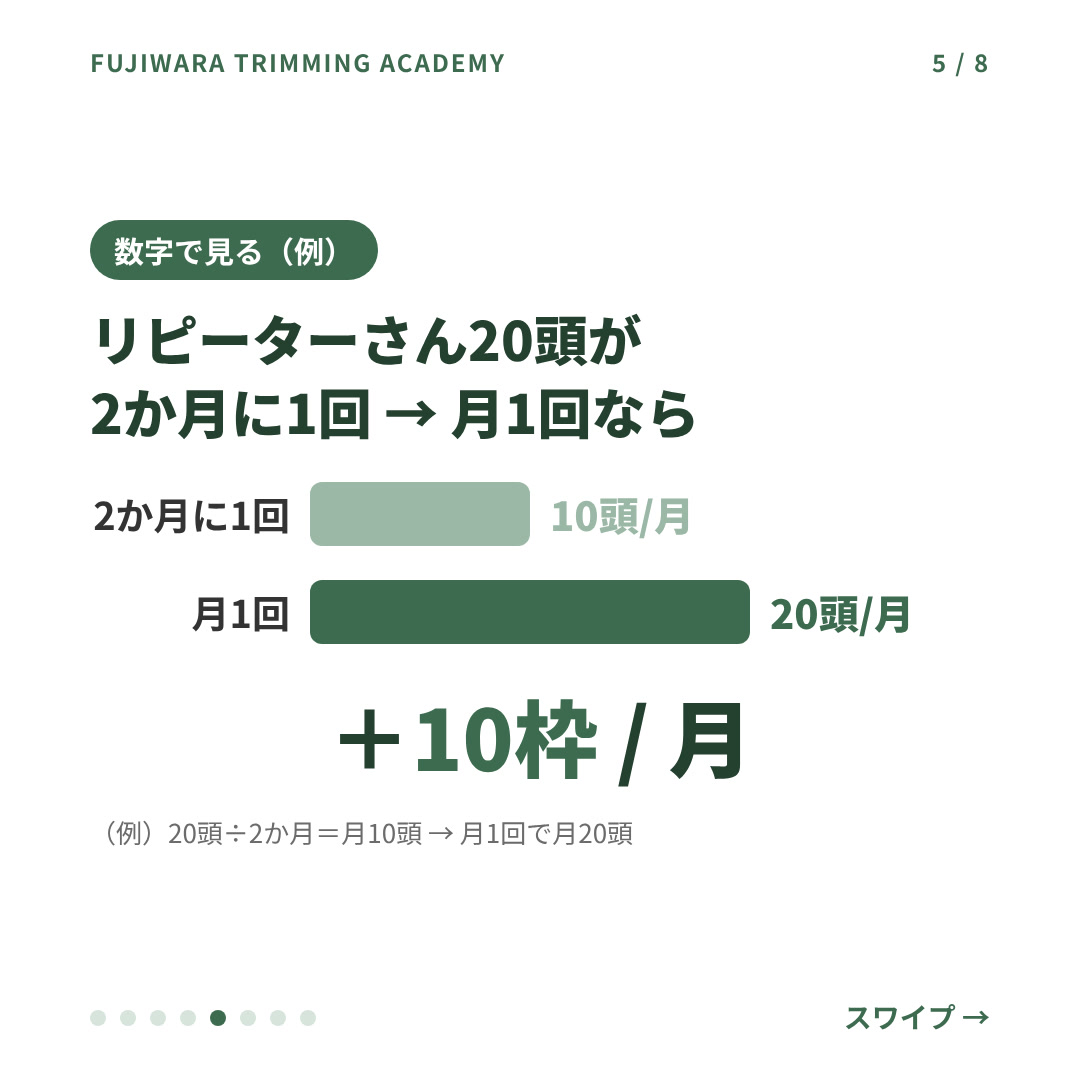 FUJIWARA TRIMMING ACADEMY
5 / 8
数字で見る（例）
リピーターさん20頭が
2か月に1回 → 月1回なら
2か月に1回
10頭/月
月1回
20頭/月
＋10枠 / 月
（例）20頭÷2か月＝月10頭 → 月1回で月20頭
スワイプ →